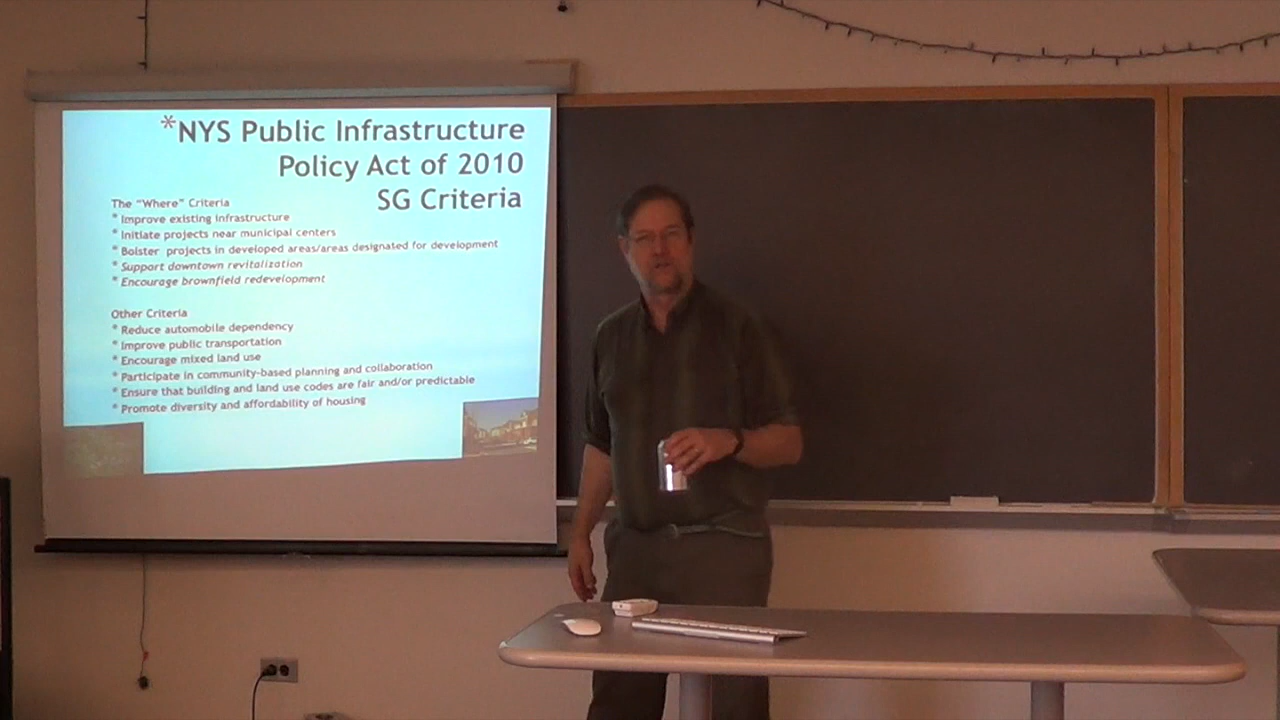 *NYS Public Infrastructure
Policy Act of 2010
SG Criteria
The "Where" Criteria
* Improve existing infrastructure
* Initiate projects near municipal centers
* Bolster projects in developed areas/areas designated for development
* Support downtown revitalization
* Encourage brownfield redevelopment
Other Criteria
* Reduce automobile dependency
* Improve public transportation
* Encourage mixed land use
* Participate in community-based planning and collaboration
* Ensure that building and land use codes are fair and/or predictable
* Promote diversity and affordability of housing